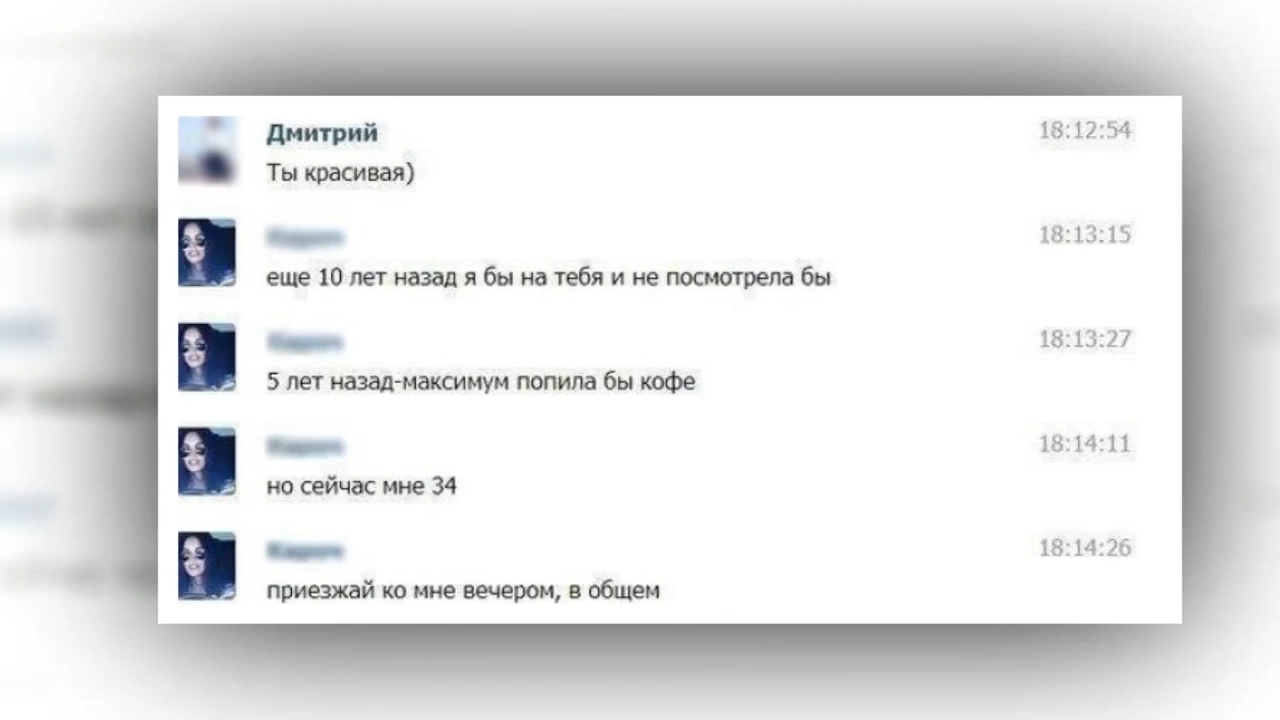 Дмитрий
18:12:54
Ты красивая)
18:13:15
еще 10 лет назад я бы на тебя и не посмотрела бы
18:13:27
5 лет назад-максимум попила бы кофе
18:14:11
но сейчас мне 34
18:14:26
приезжай ко мне вечером, в общем